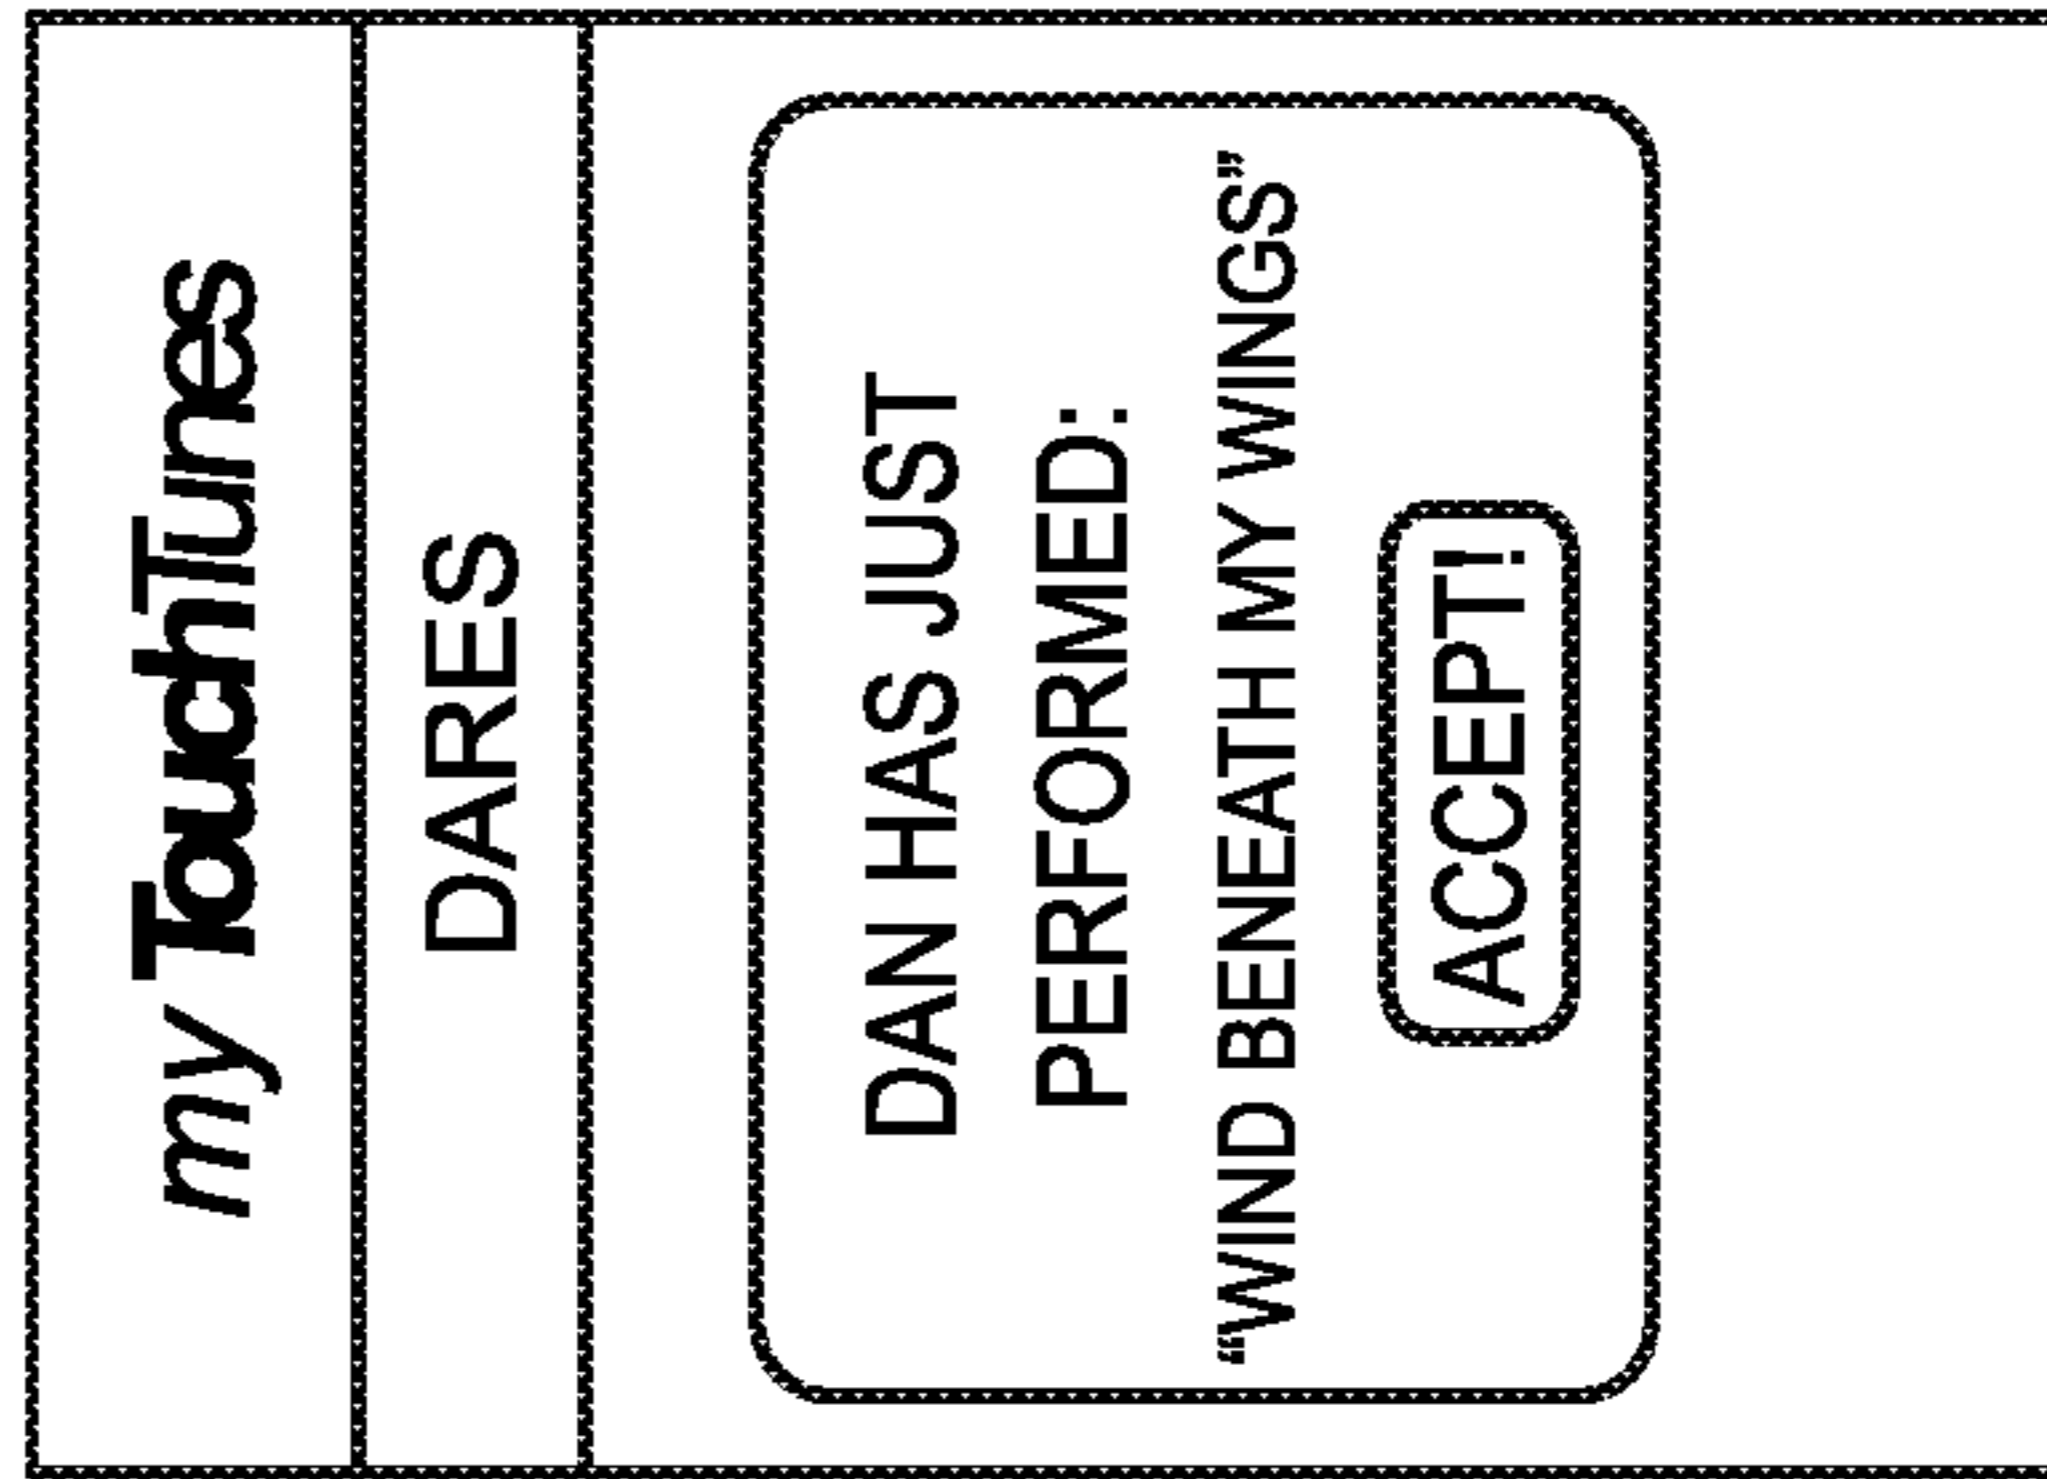 my TouchTunes
DARES
DAN HAS JUST
PERFORMED:
“WIND BENEATH MY WINGS”
ACCEPT!